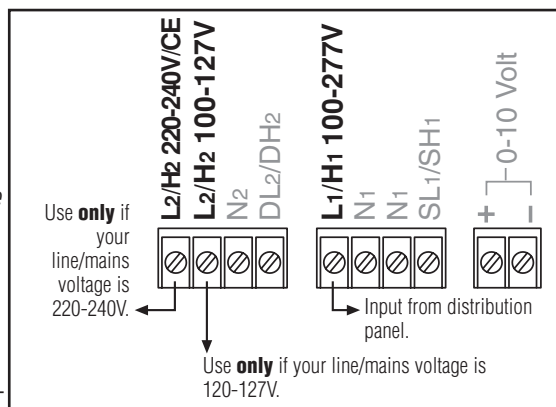 L2/H2 220-240V/CE
L2/H2 100-127V
N2
DL2/DH2
L1/H1 100-277V
N1
N1
SL1/SH1
+
–
0-10 Volt
Use only if
your
line/mains
voltage is
220-240V.
Input from distribution
panel.
Use only if your line/mains voltage is
120-127V.